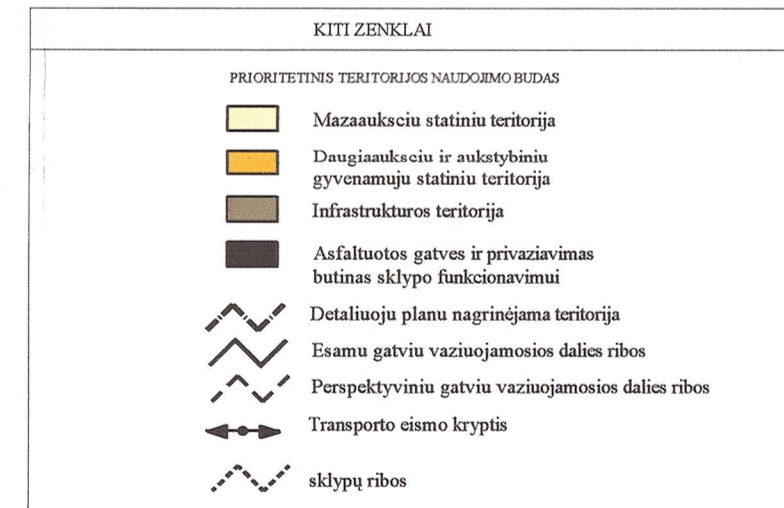 KITI ZENKLAI
PRIORITETINIS TERITORIJOS NAUDOJIMO BUDAS
Mazaauksciu statiniu teritorija
Daugiaauksciu ir aukstybiniu
gyvenamuju statiniu teritorija
Infrastrukturos teritorija
Asfaltuotos gatves ir privaziavimas
butinas sklypo funkcionavimui
Detaliuoju planu nagrinėjama teritorija
Esamu gatviu vaziuojamosios dalies ribos
Perspektyviniu gatviu vaziuojamosios dalies ribos
Transporto eismo kryptis
sklypų ribos